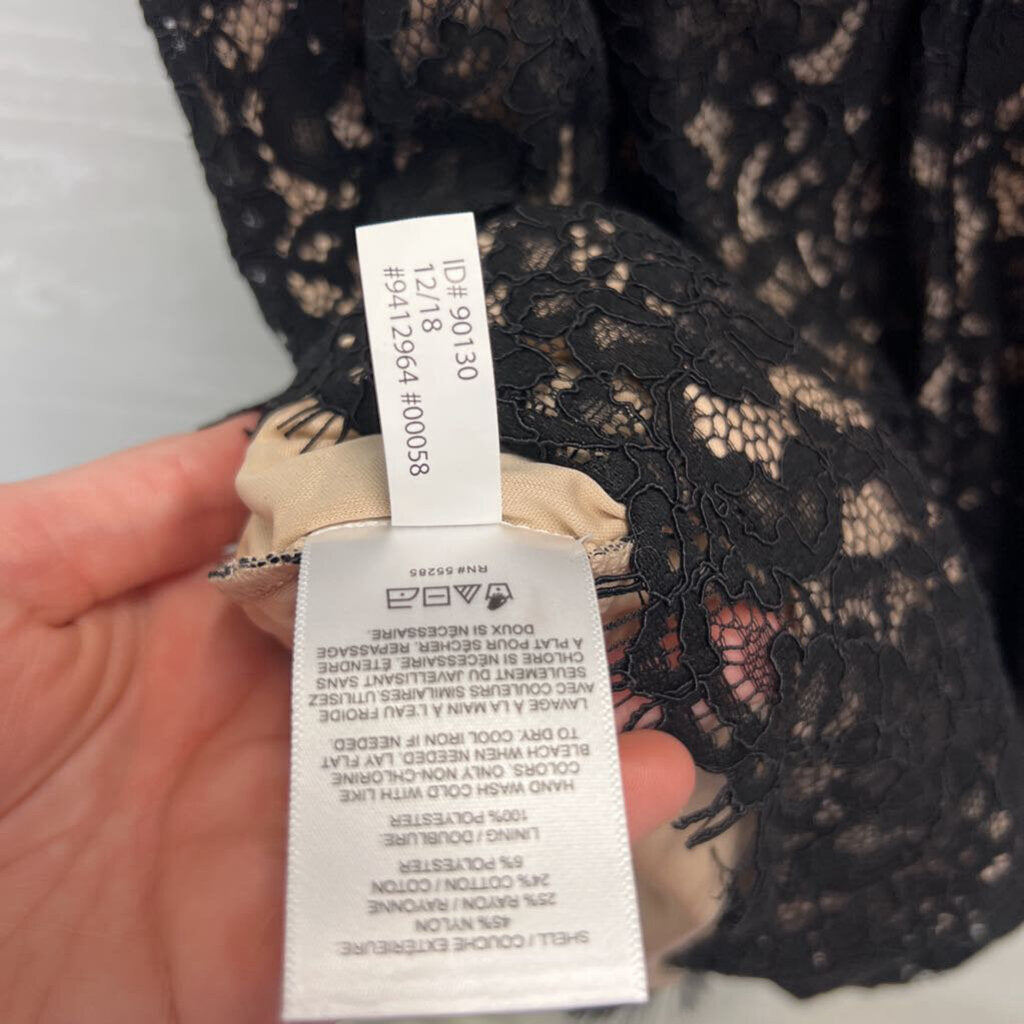 ID# 90130
12/18
#9412964 #00058
SHELL / COUCHE EXTÉRIEURE:
45% NYLON
25% RAYON / RAYONNE
24% COTTON / COTON
6% POLYESTER
LINING / DOUBLURE:
100% POLYESTER
HAND WASH COLD WITH LIKE
COLORS. ONLY NON-CHLORINE
BLEACH WHEN NEEDED. LAY FLAT
TO DRY. COOL IRON IF NEEDED.
LAVAGE À LA MAIN À L'EAU FROIDE
AVEC COULEURS SIMILAIRES.UTILISEZ
SEULEMENT DU JAVELLISANT SANS
CHLORE SI NÉCESSAIRE. ÉTENDRE
À PLAT POUR SÉCHER. REPASSAGE
DOUX SI NÉCESSAIRE.
RN# 55285